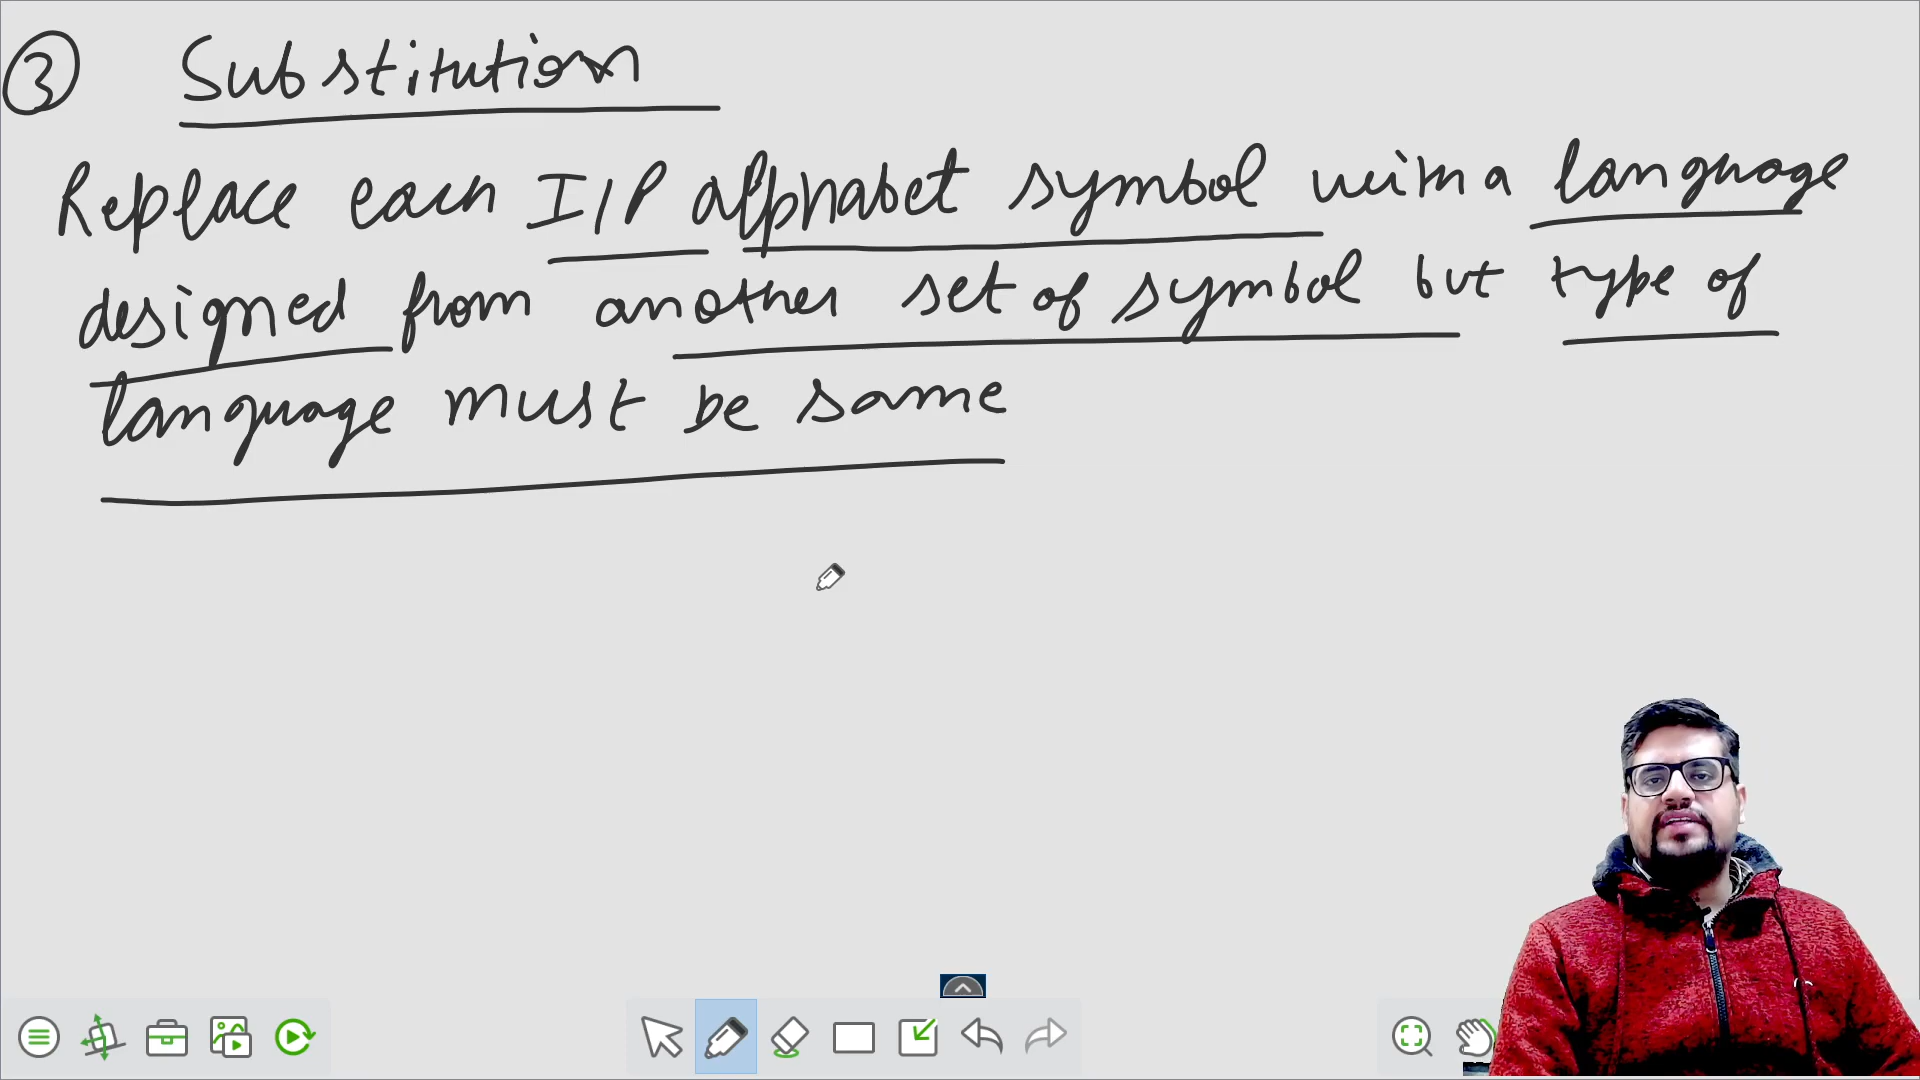 3 Substitution
Replace each I/P alphabet symbol with a language
designed from another set of symbol but type of
language must be same